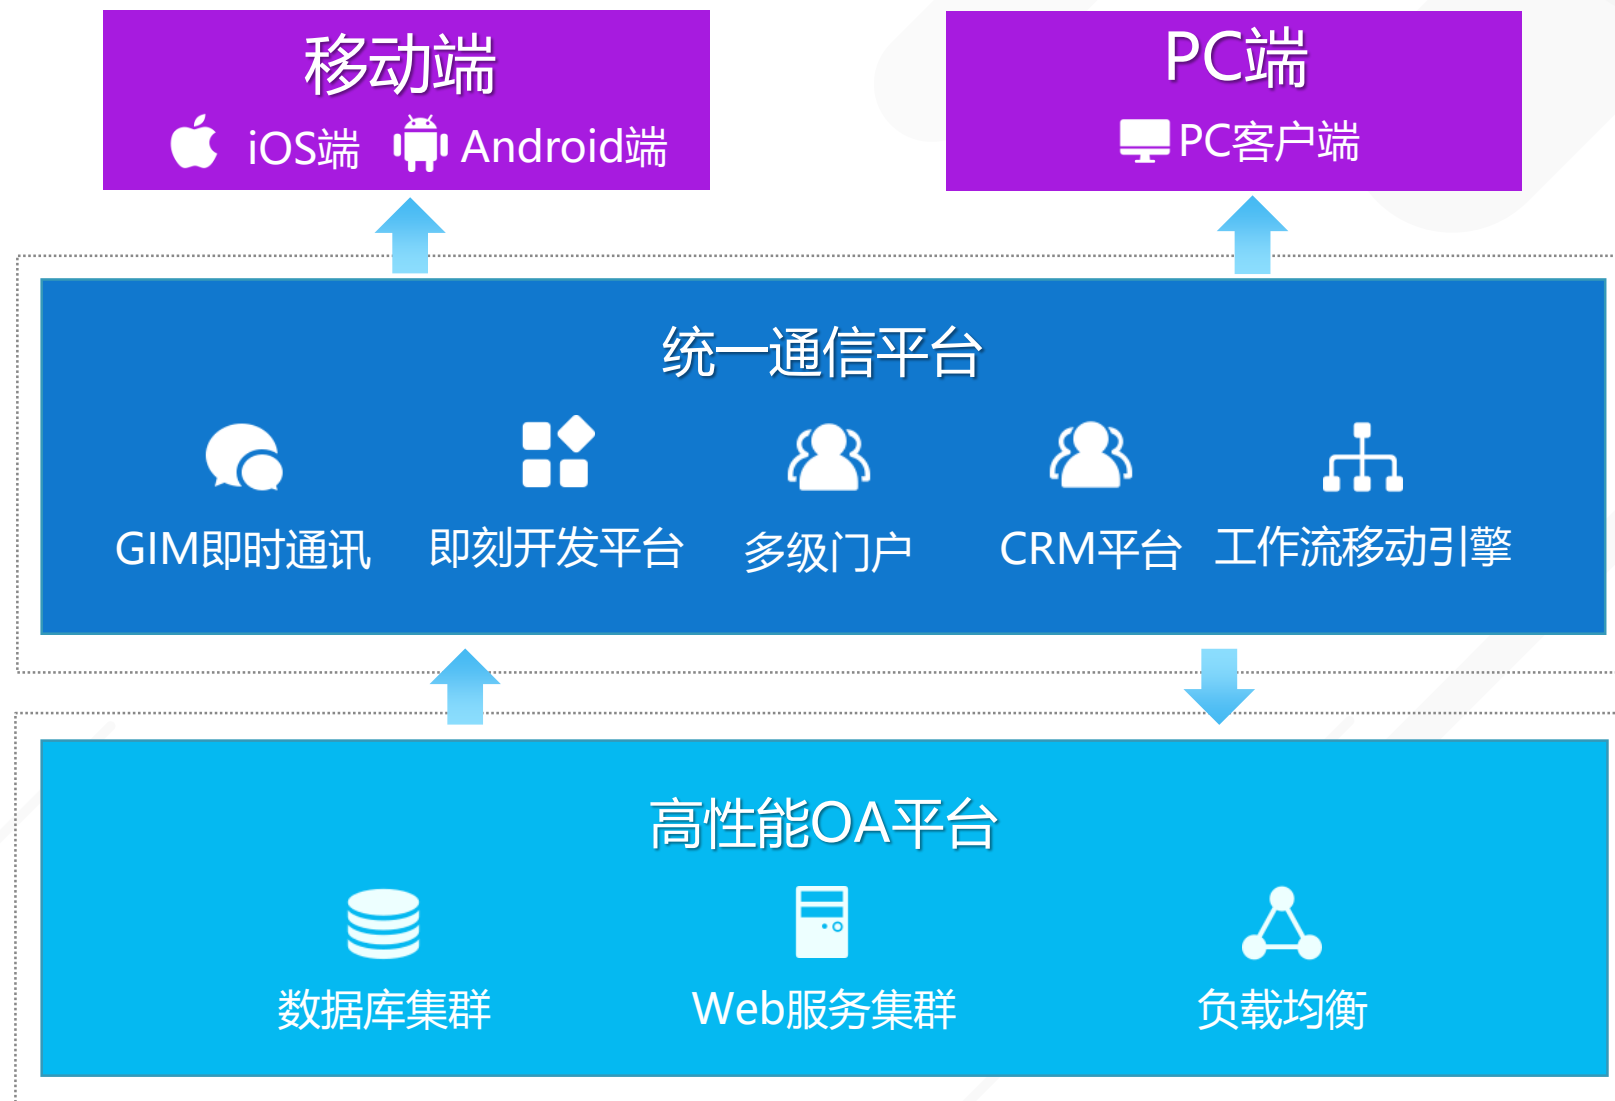 移动端
iOS端 Android端
PC端
PC客户端
统一通信平台
GIM即时通讯 即刻开发平台 多级门户 CRM平台 工作流移动引擎
高性能OA平台
数据库集群 Web服务集群 负载均衡